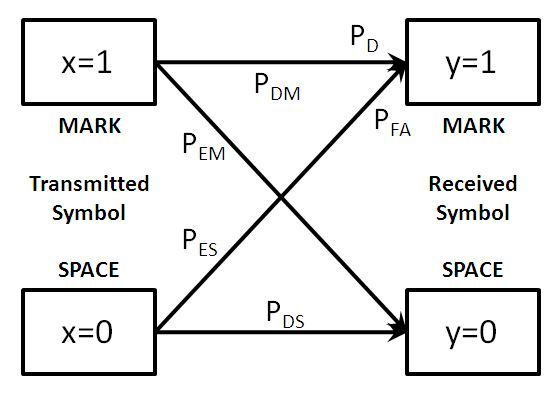 P_D
x=1
y=1
P_DM
MARK
P_FA
MARK
P_EM
Transmitted
Symbol
Received
Symbol
P_ES
SPACE
SPACE
P_DS
x=0
y=0